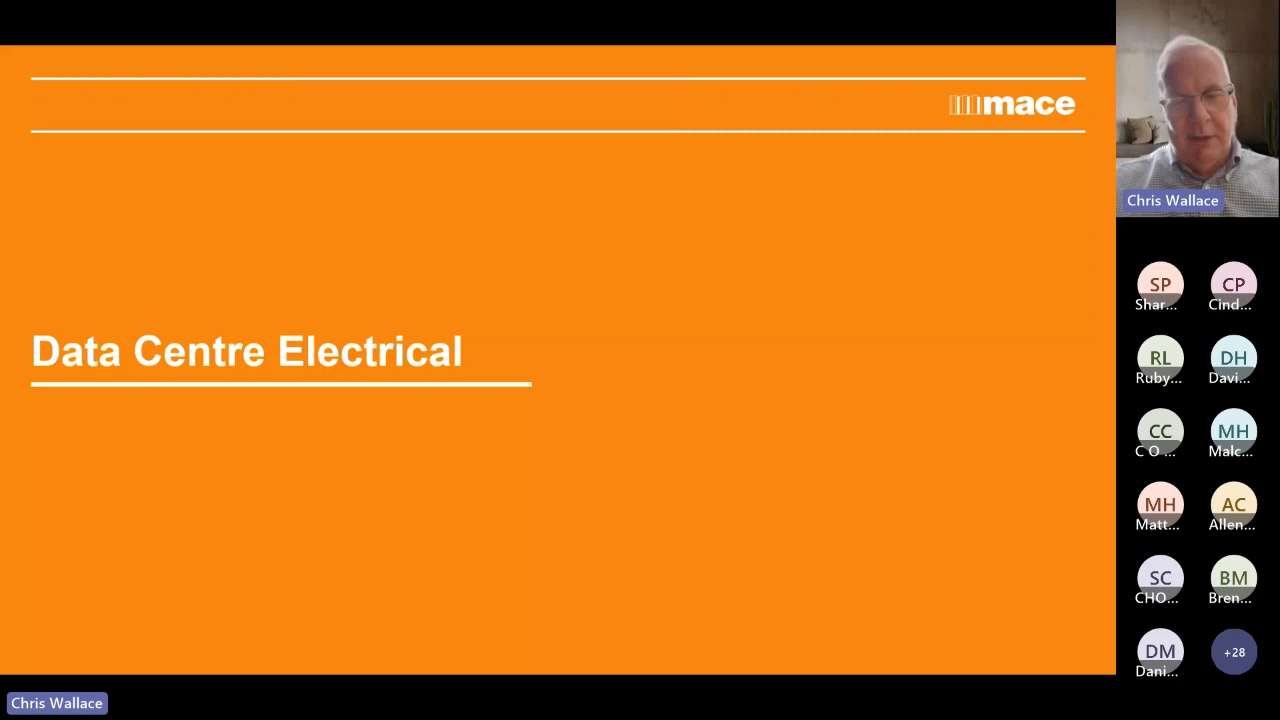 mace
Data Centre Electrical
Chris Wallace
SP
Shar...
CP
Cind...
RL
Ruby...
DH
Davi...
CC
C O ...
MH
Malc...
MH
Matt...
AC
Allen...
SC
CHO...
BM
Bren...
DM
Dani...
+28
Chris Wallace